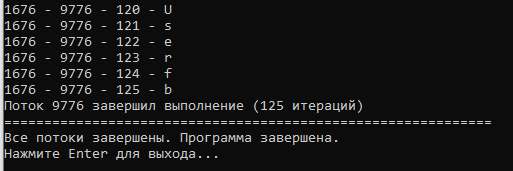 1676 - 9776 - 120 - U
1676 - 9776 - 121 - s
1676 - 9776 - 122 - e
1676 - 9776 - 123 - r
1676 - 9776 - 124 - f
1676 - 9776 - 125 - b
Поток 9776 завершил выполнение (125 итераций)
=============================================================
Все потоки завершены. Программа завершена.
Нажмите Enter для выхода...